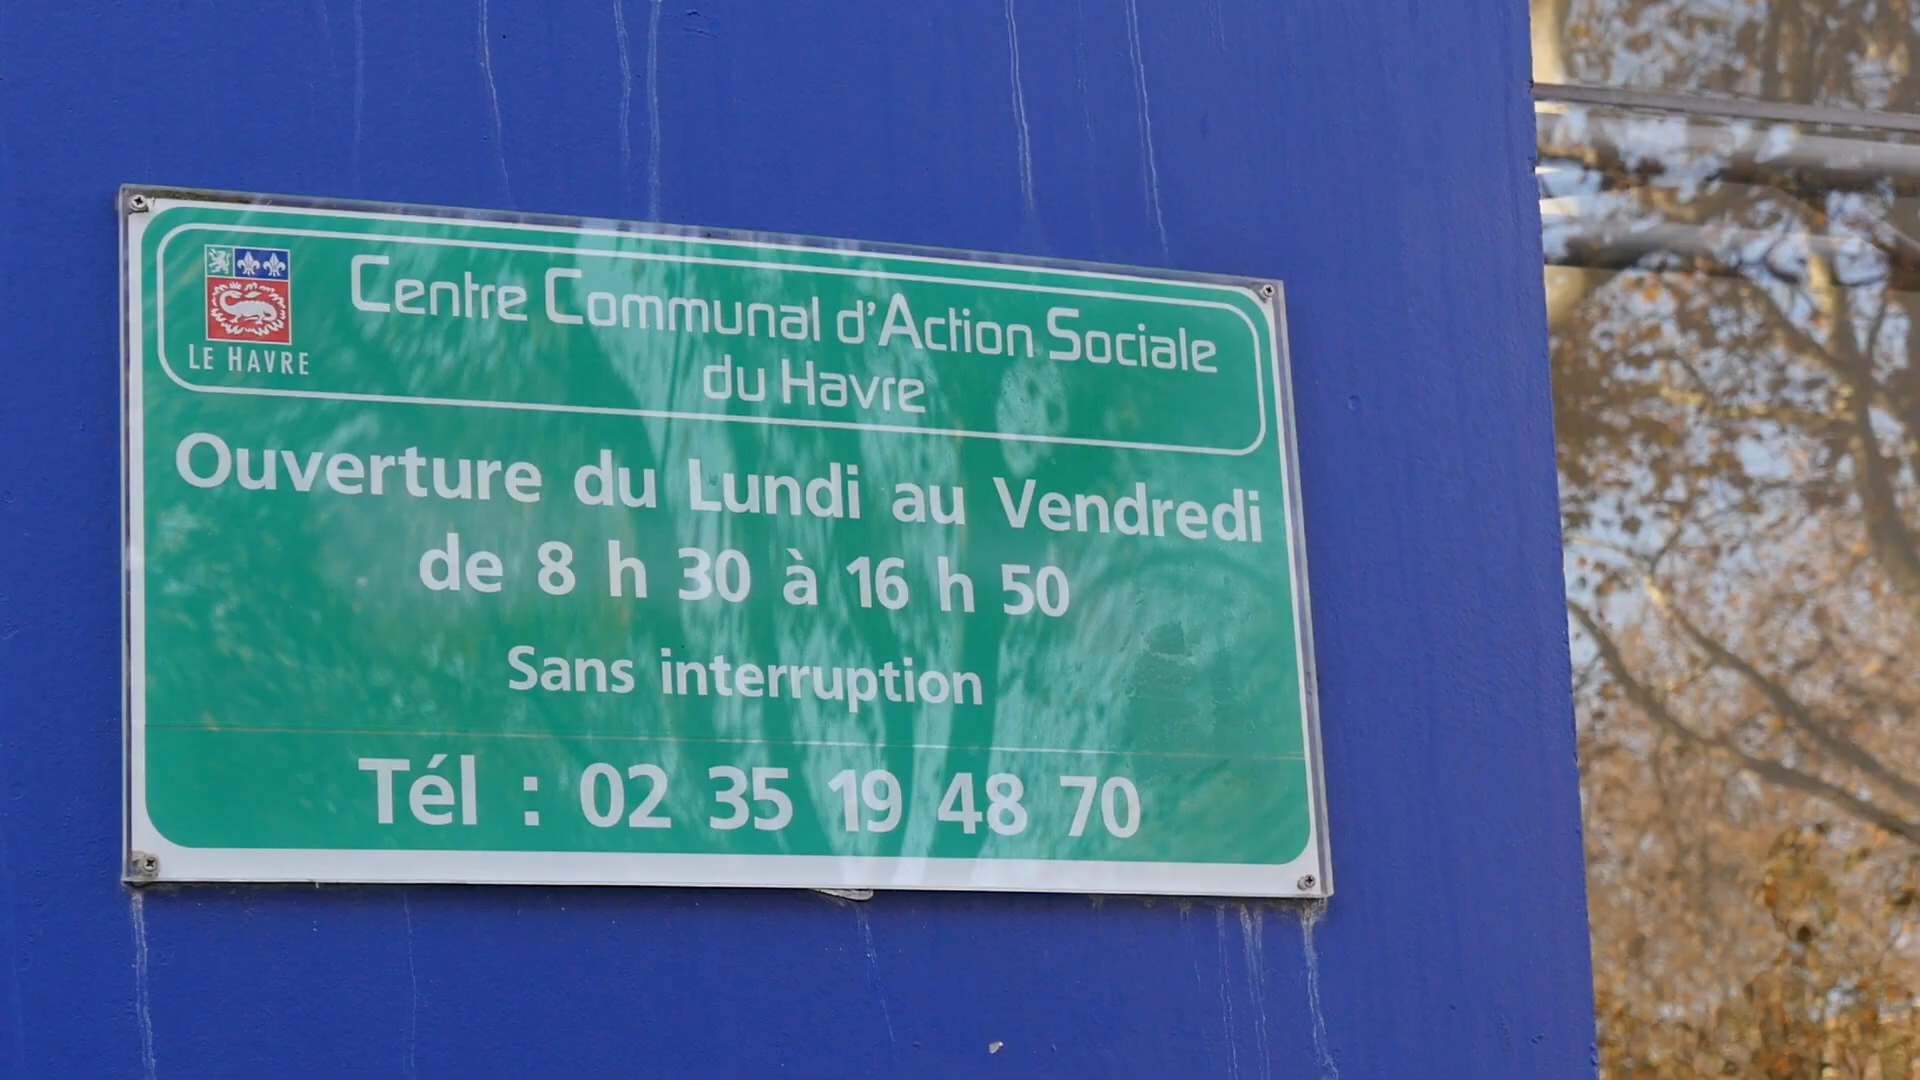 LE HAVRE
Centre Communal d'Action Sociale
du Havre
Ouverture du Lundi au Vendredi
de 8 h 30 à 16 h 50
Sans interruption
Tél : 02 35 19 48 70